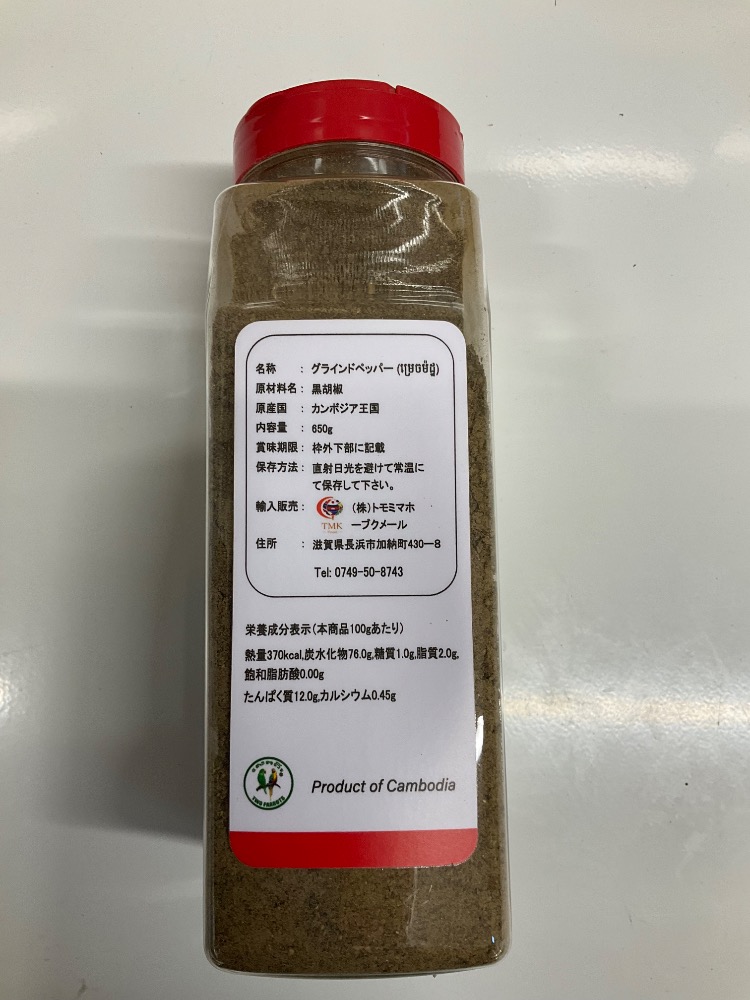 名称 : グラインドペッパー (ម្រេចម៉ដ្ឋ)
原材料名 : 黒胡椒
原産国 : カンボジア王国
内容量 : 650g
賞味期限 : 枠外下部に記載
保存方法 : 直射日光を避けて常温に
て保存して下さい。
輸入販売 : TMK (株)トモミマホ
ープクメール
住所 : 滋賀県長浜市加納町430ー8
Tel: 0749-50-8743
栄養成分表示(本商品100gあたり)
熱量370kcal,炭水化物76.0g,糖質1.0g,脂質2.0g,
飽和脂肪酸0.00g
たんぱく質12.0g,カルシウム0.45g
TWO PARROTS
Product of Cambodia